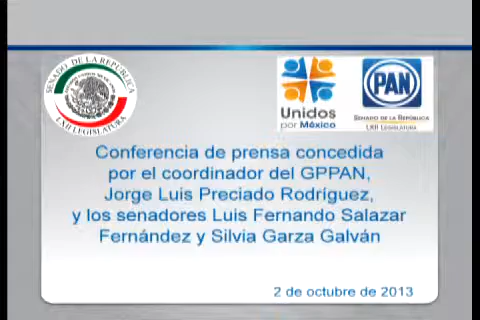 SENADO DE LA REPÚBLICA
LXII LEGISLATURA
Unidos
por México
PAN
SENADO DE LA REPÚBLICA
LXII LEGISLATURA
Conferencia de prensa concedida
por el coordinador del GPPAN,
Jorge Luis Preciado Rodríguez,
y los senadores Luis Fernando Salazar
Fernández y Silvia Garza Galván
2 de octubre de 2013